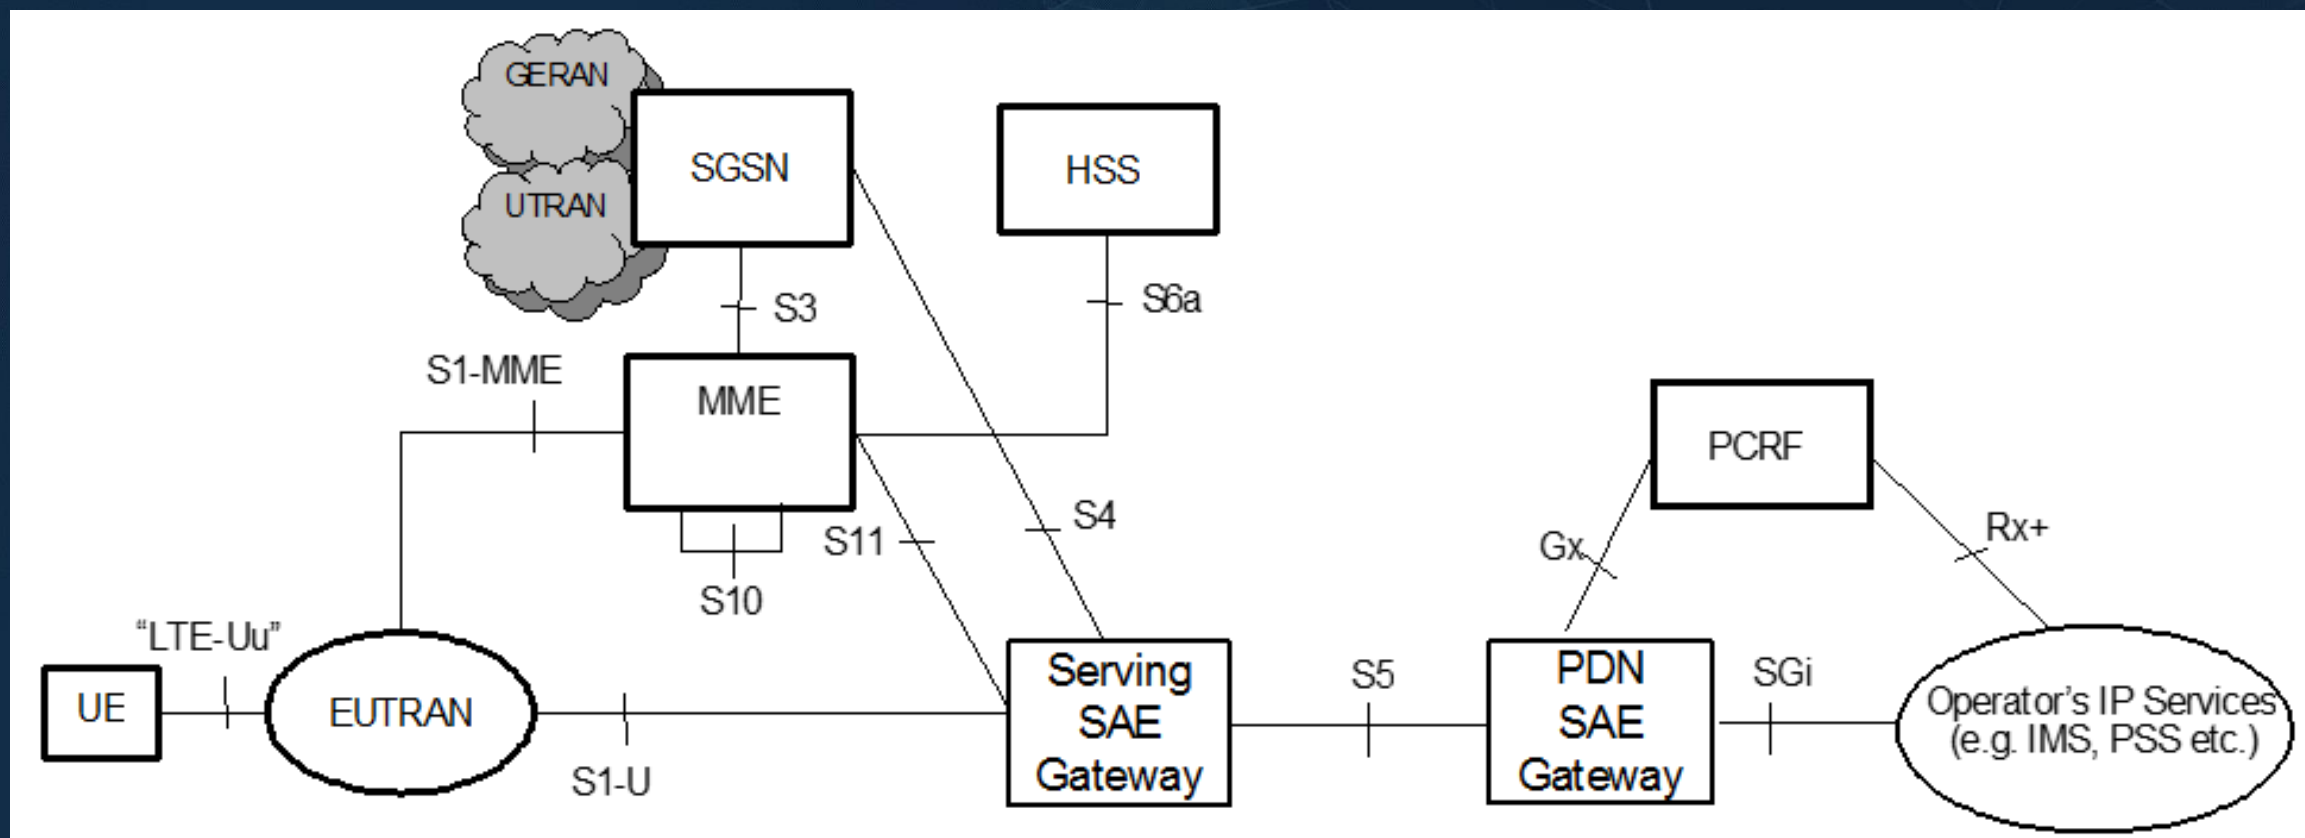 GERAN
SGSN
HSS
UTRAN
S3
S6a
S1-MME
MME
PCRF
S11
S4
Gx
Rx+
S10
“LTE-Uu”
UE
EUTRAN
S1-U
Serving
SAE
Gateway
S5
PDN
SAE
Gateway
SGi
Operator’s IP Services
(e.g. IMS, PSS etc.)